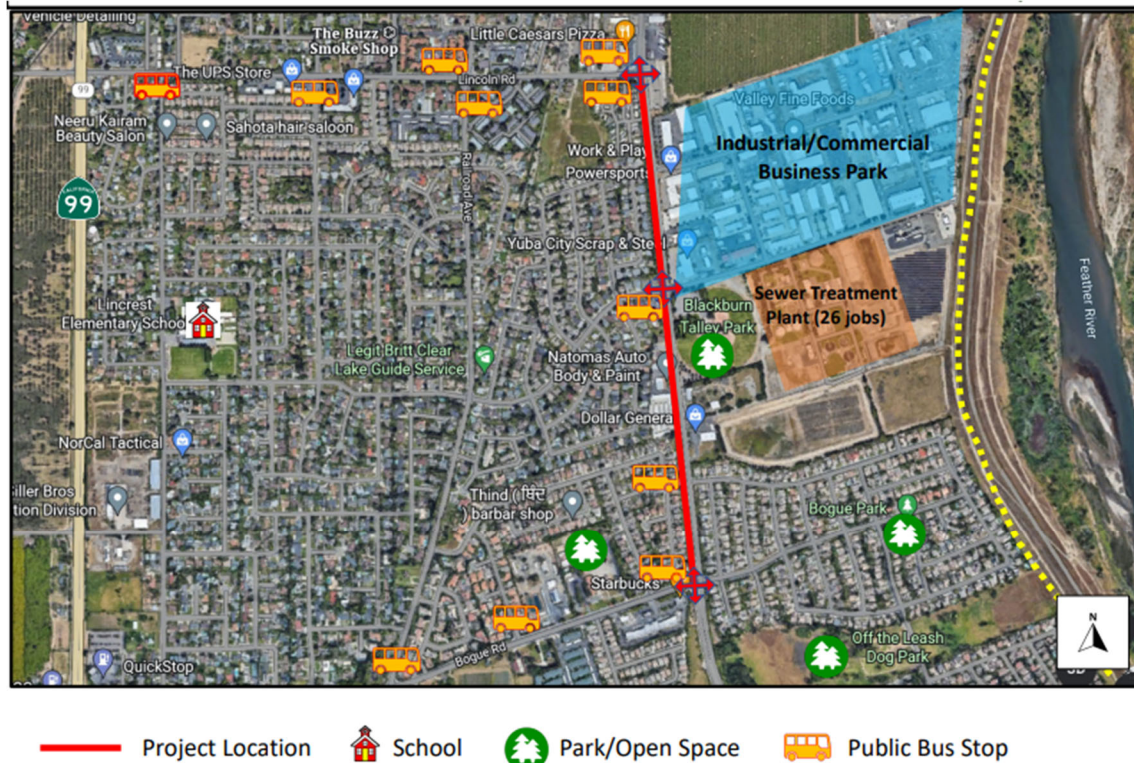 Vehicle Detailing
The Buzz
Smoke Shop
Little Caesars Pizza
The UPS Store
Lincoln Rd
99
Neeru Kairam
Beauty Salon
Sahota hair saloon
Valley Fine Foods
Industrial/Commercial
Business Park
Work & Play
Powersports
Railroad Ave
CALIFORNIA
99
Yuba City Scrap & Steel
Feather River
Lincrest
Elementary School
Blackburn
Talley Park
Sewer Treatment
Plant (26 jobs)
Legit Britt Clear
Lake Guide Service
Natomas Auto
Body & Paint
Dollar General
NorCal Tactical
Siller Bros
tion Division
Thind ( ਥਿੰਦ
) barbar shop
Bogue Park
Starbucks
N
Off the Leash
Dog Park
Bogue Rd
QuickStop
Project Location
School
Park/Open Space
Public Bus Stop